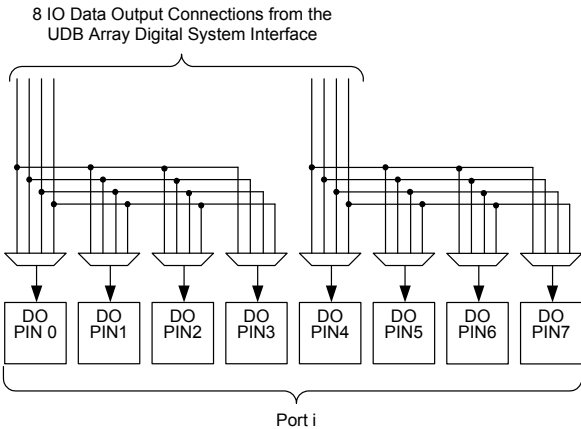 8 IO Data Output Connections from the
UDB Array Digital System Interface
DO
PIN 0
DO
PIN1
DO
PIN2
DO
PIN3
DO
PIN4
DO
PIN5
DO
PIN6
DO
PIN7
Port i